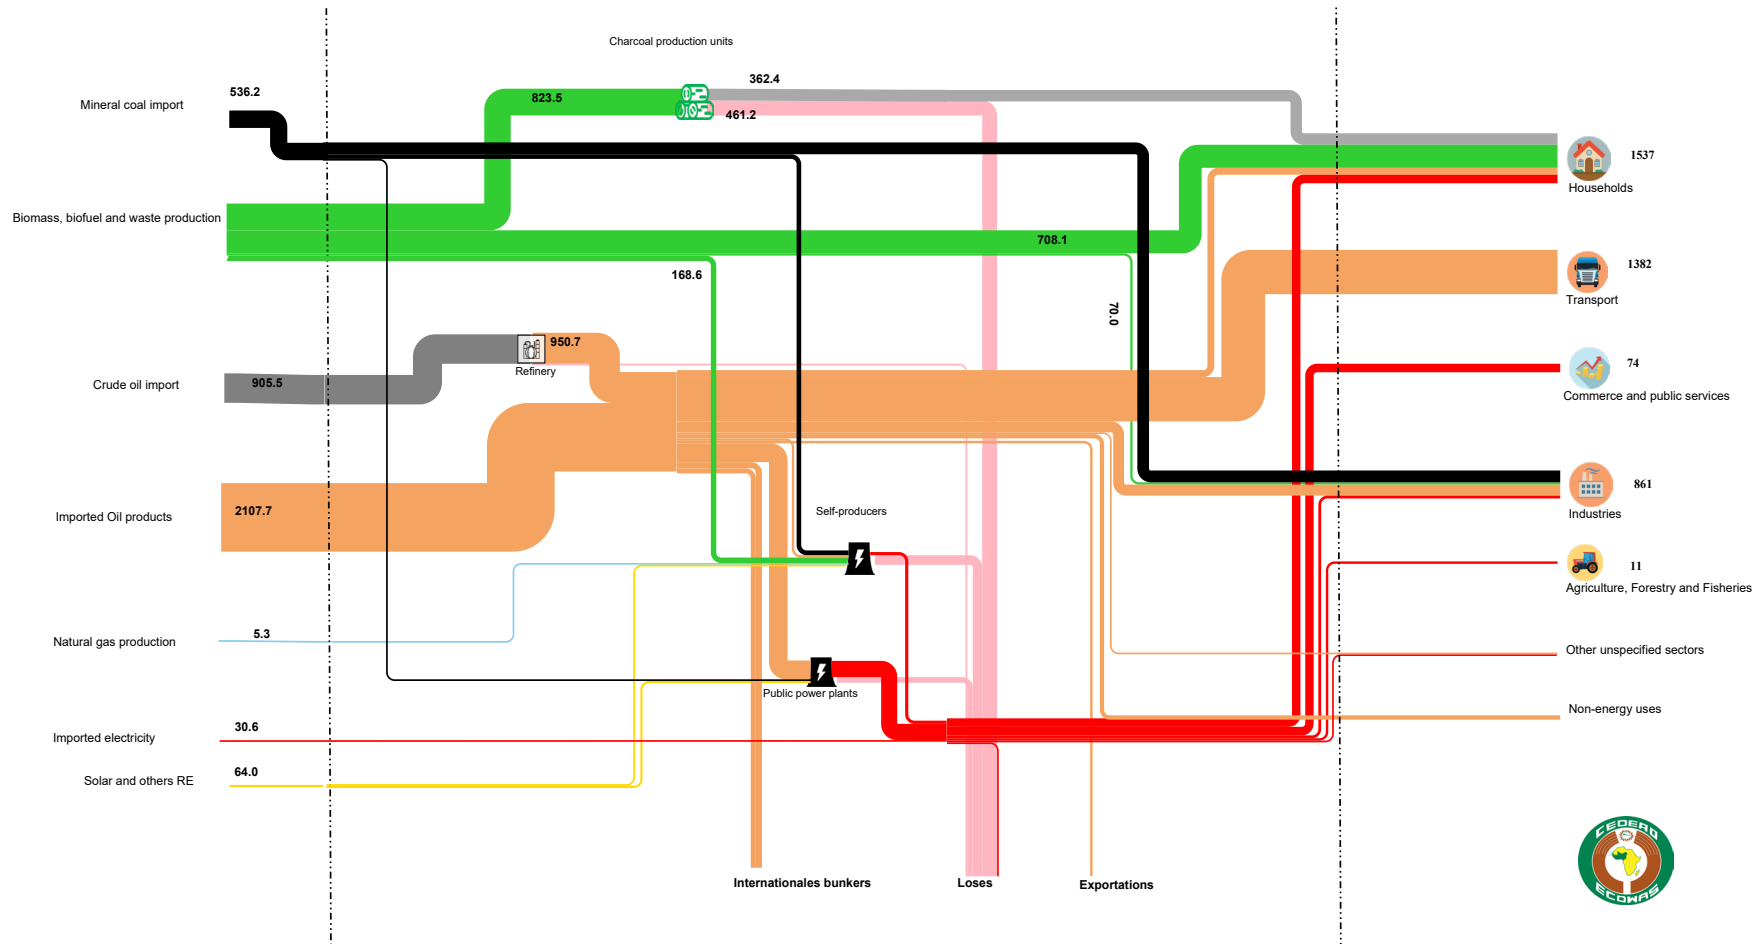 Charcoal production units
Mineral coal import
536.2
823.5
362.4
461.2
1537
Households
Biomass, biofuel and waste production
708.1
168.6
70.0
1382
Transport
950.7
Refinery
Crude oil import
905.5
74
Commerce and public services
Imported Oil products
2107.7
Self-producers
861
Industries
11
Agriculture, Forestry and Fisheries
Natural gas production
5.3
Other unspecified sectors
Public power plants
Non-energy uses
Imported electricity
30.6
Solar and others RE
64.0
Internationales bunkers
Loses
Exportations
CEDEAO
ECOWAS